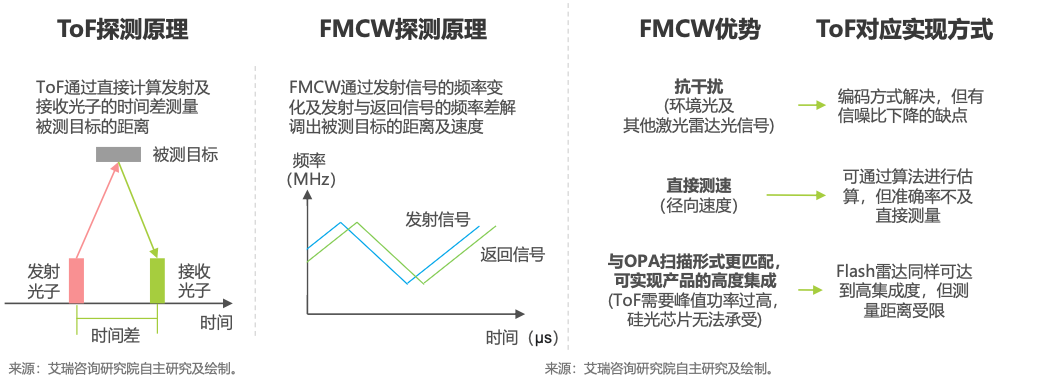 ToF探测原理
ToF通过直接计算发射及
接收光子的时间差测量
被测目标的距离
被测目标
发射
光子
接收
光子
时间
时间差
FMCW探测原理
FMCW通过发射信号的频率变
化及发射与返回信号的频率差解
调出被测目标的距离及速度
频率
（MHz）
发射信号
返回信号
时间（μs）
来源：艾瑞咨询研究院自主研究及绘制。
FMCW优势
ToF对应实现方式
抗干扰
(环境光及
其他激光雷达光信号)
编码方式解决，但有
信噪比下降的缺点
直接测速
（径向速度）
可通过算法进行估
算，但准确率不及
直接测量
与OPA扫描形式更匹配，
可实现产品的高度集成
(ToF需要峰值功率过高，
硅光芯片无法承受)
Flash雷达同样可达
到高集成度，但测
量距离受限
来源：艾瑞咨询研究院自主研究及绘制。